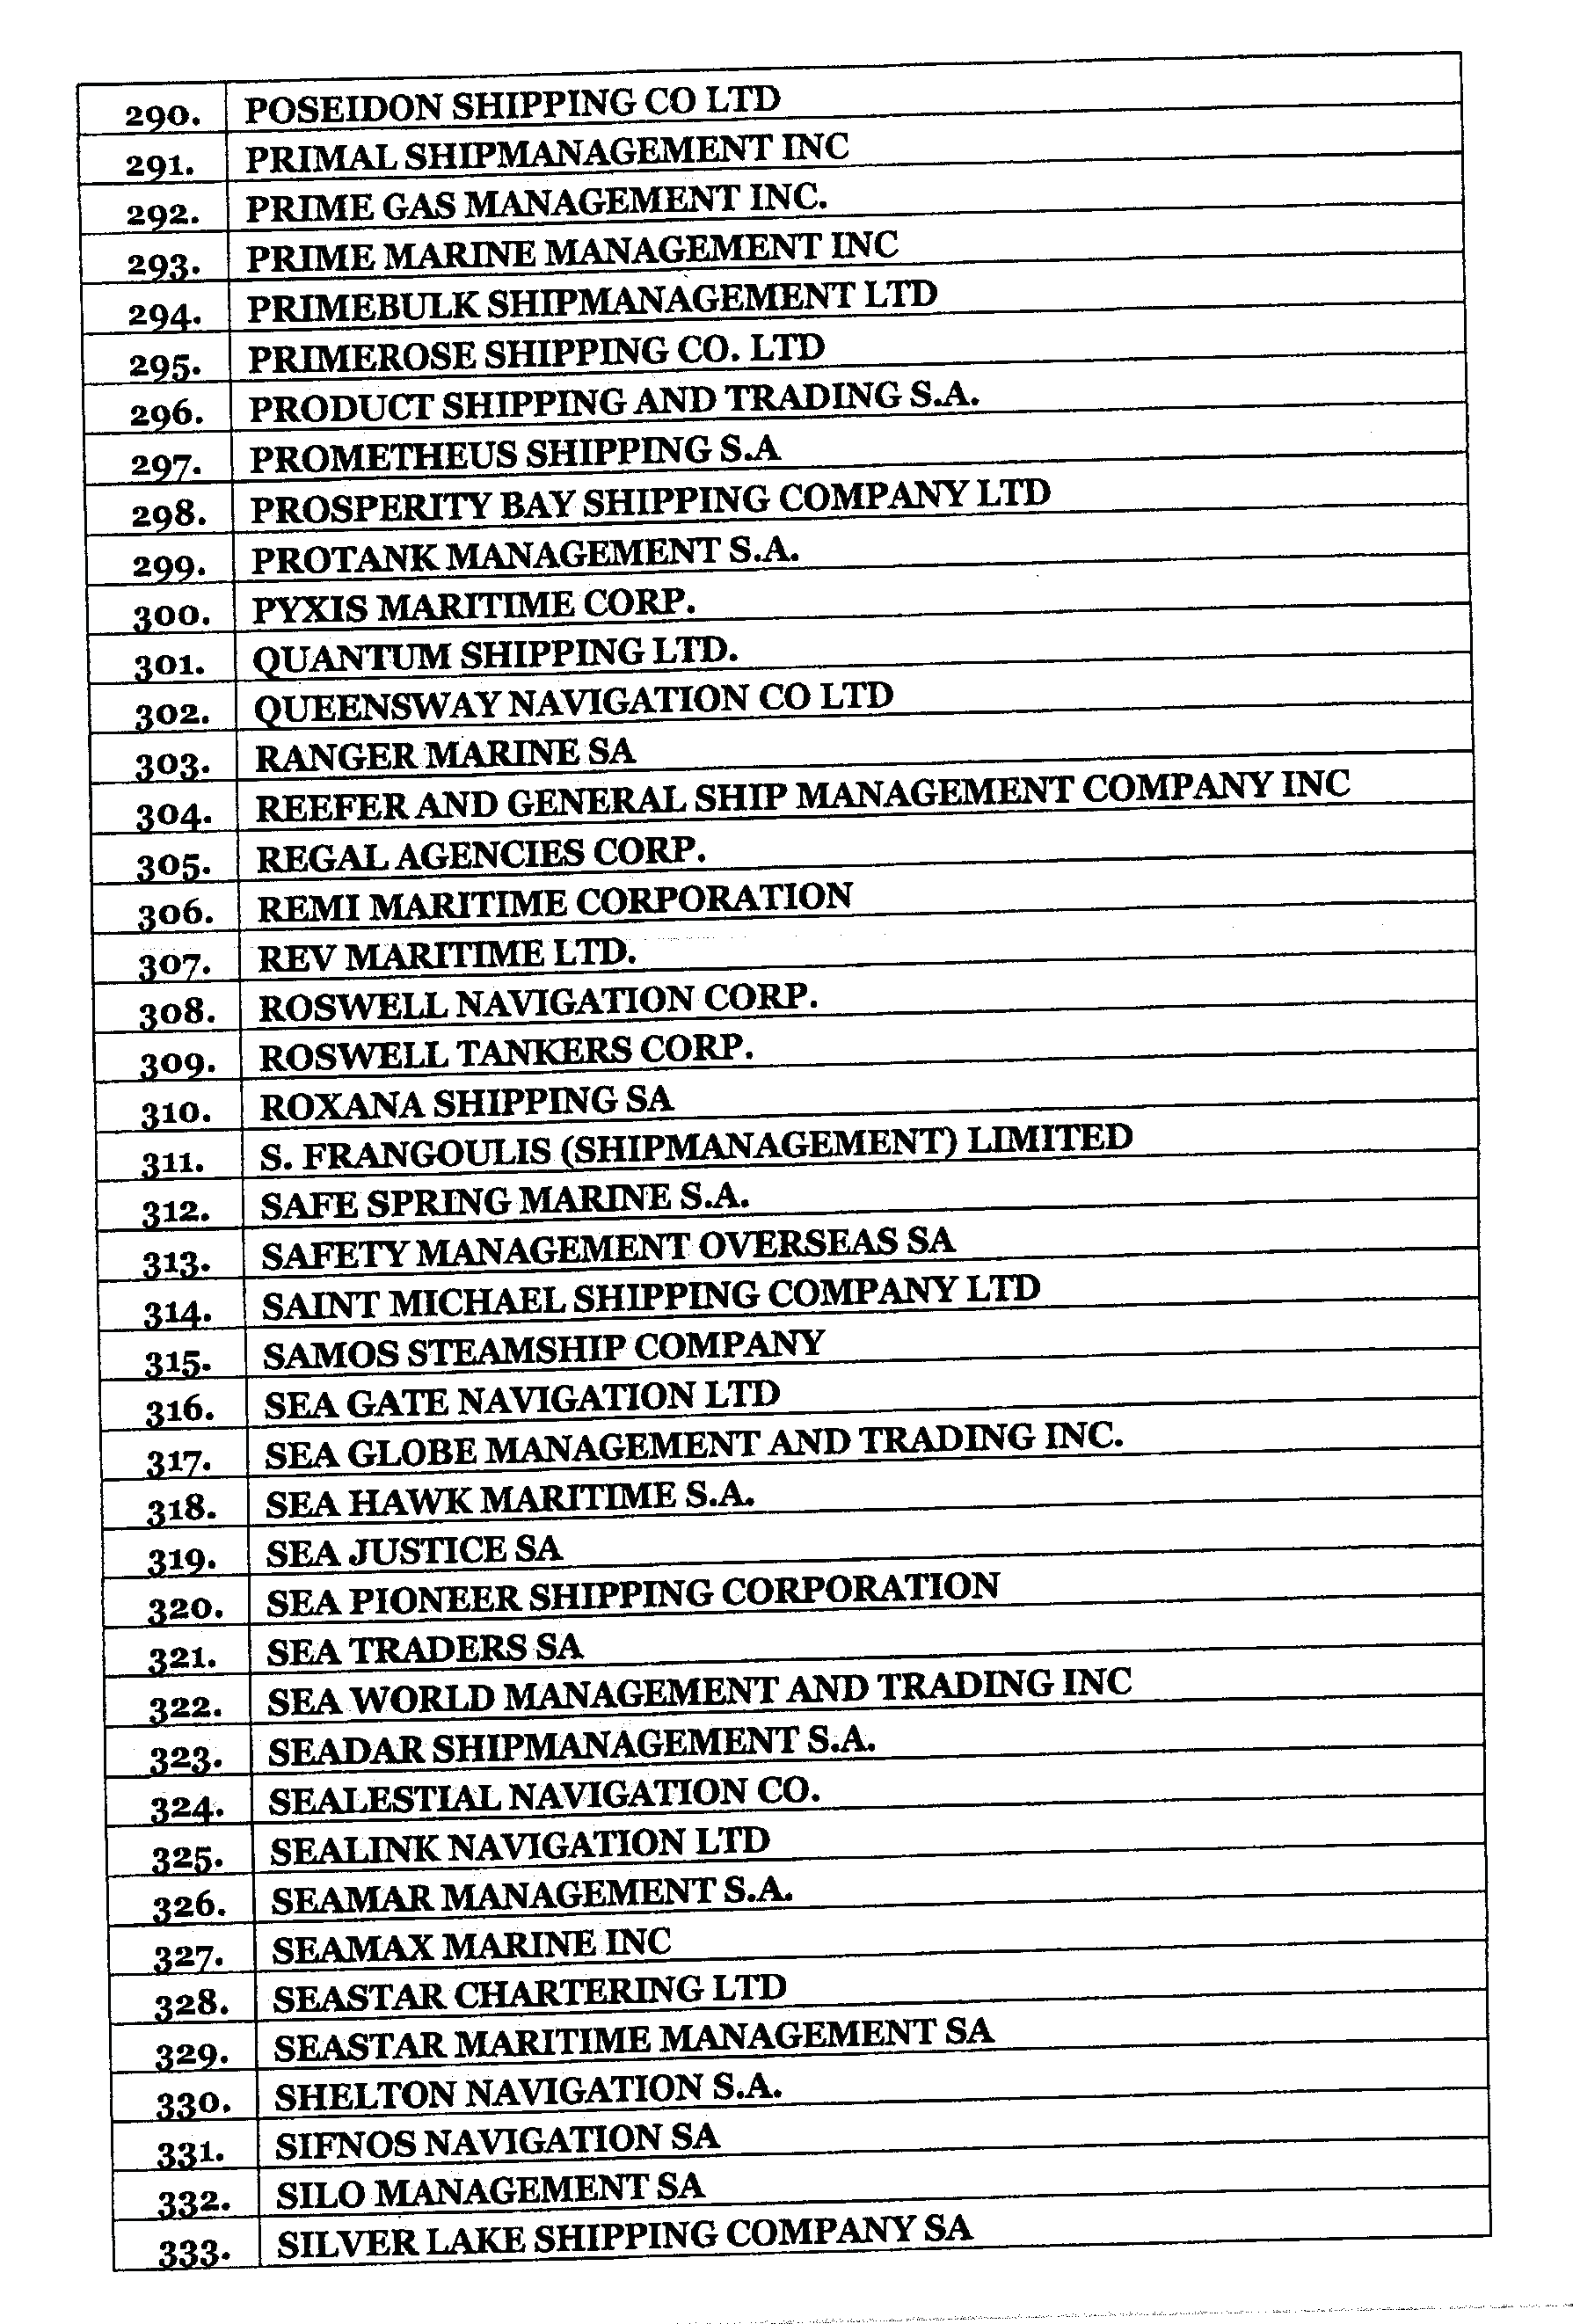 290. POSEIDON SHIPPING CO LTD
291. PRIMAL SHIPMANAGEMENT INC
292. PRIME GAS MANAGEMENT INC.
293. PRIME MARINE MANAGEMENT INC
294. PRIMEBULK SHIPMANAGEMENT LTD
295. PRIMEROSE SHIPPING CO. LTD
296. PRODUCT SHIPPING AND TRADING S.A.
297. PROMETHEUS SHIPPING S.A
298. PROSPERITY BAY SHIPPING COMPANY LTD
299. PROTANK MANAGEMENT S.A.
300. PYXIS MARITIME CORP.
301. QUANTUM SHIPPING LTD.
302. QUEENSWAY NAVIGATION CO LTD
303. RANGER MARINE SA
304. REEFER AND GENERAL SHIP MANAGEMENT COMPANY INC
305. REGAL AGENCIES CORP.
306. REMI MARITIME CORPORATION
307. REV MARITIME LTD.
308. ROSWELL NAVIGATION CORP.
309. ROSWELL TANKERS CORP.
310. ROXANA SHIPPING SA
311. S. FRANGOULIS (SHIPMANAGEMENT) LIMITED
312. SAFE SPRING MARINE S.A.
313. SAFETY MANAGEMENT OVERSEAS SA
314. SAINT MICHAEL SHIPPING COMPANY LTD
315. SAMOS STEAMSHIP COMPANY
316. SEA GATE NAVIGATION LTD
317. SEA GLOBE MANAGEMENT AND TRADING INC.
318. SEA HAWK MARITIME S.A.
319. SEA JUSTICE SA
320. SEA PIONEER SHIPPING CORPORATION
321. SEA TRADERS SA
322. SEA WORLD MANAGEMENT AND TRADING INC
323. SEADAR SHIPMANAGEMENT S.A.
324. SEALESTIAL NAVIGATION CO.
325. SEALINK NAVIGATION LTD
326. SEAMAR MANAGEMENT S.A.
327. SEAMAX MARINE INC
328. SEASTAR CHARTERING LTD
329. SEASTAR MARITIME MANAGEMENT SA
330. SHELTON NAVIGATION S.A.
331. SIFNOS NAVIGATION SA
332. SILO MANAGEMENT SA
333. SILVER LAKE SHIPPING COMPANY SA